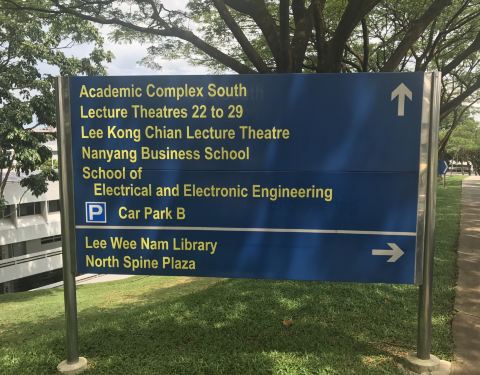 Academic Complex South
Lecture Theatres 22 to 29
Lee Kong Chian Lecture Theatre
Nanyang Business School
School of
Electrical and Electronic Engineering
P Car Park B
Lee Wee Nam Library
North Spine Plaza